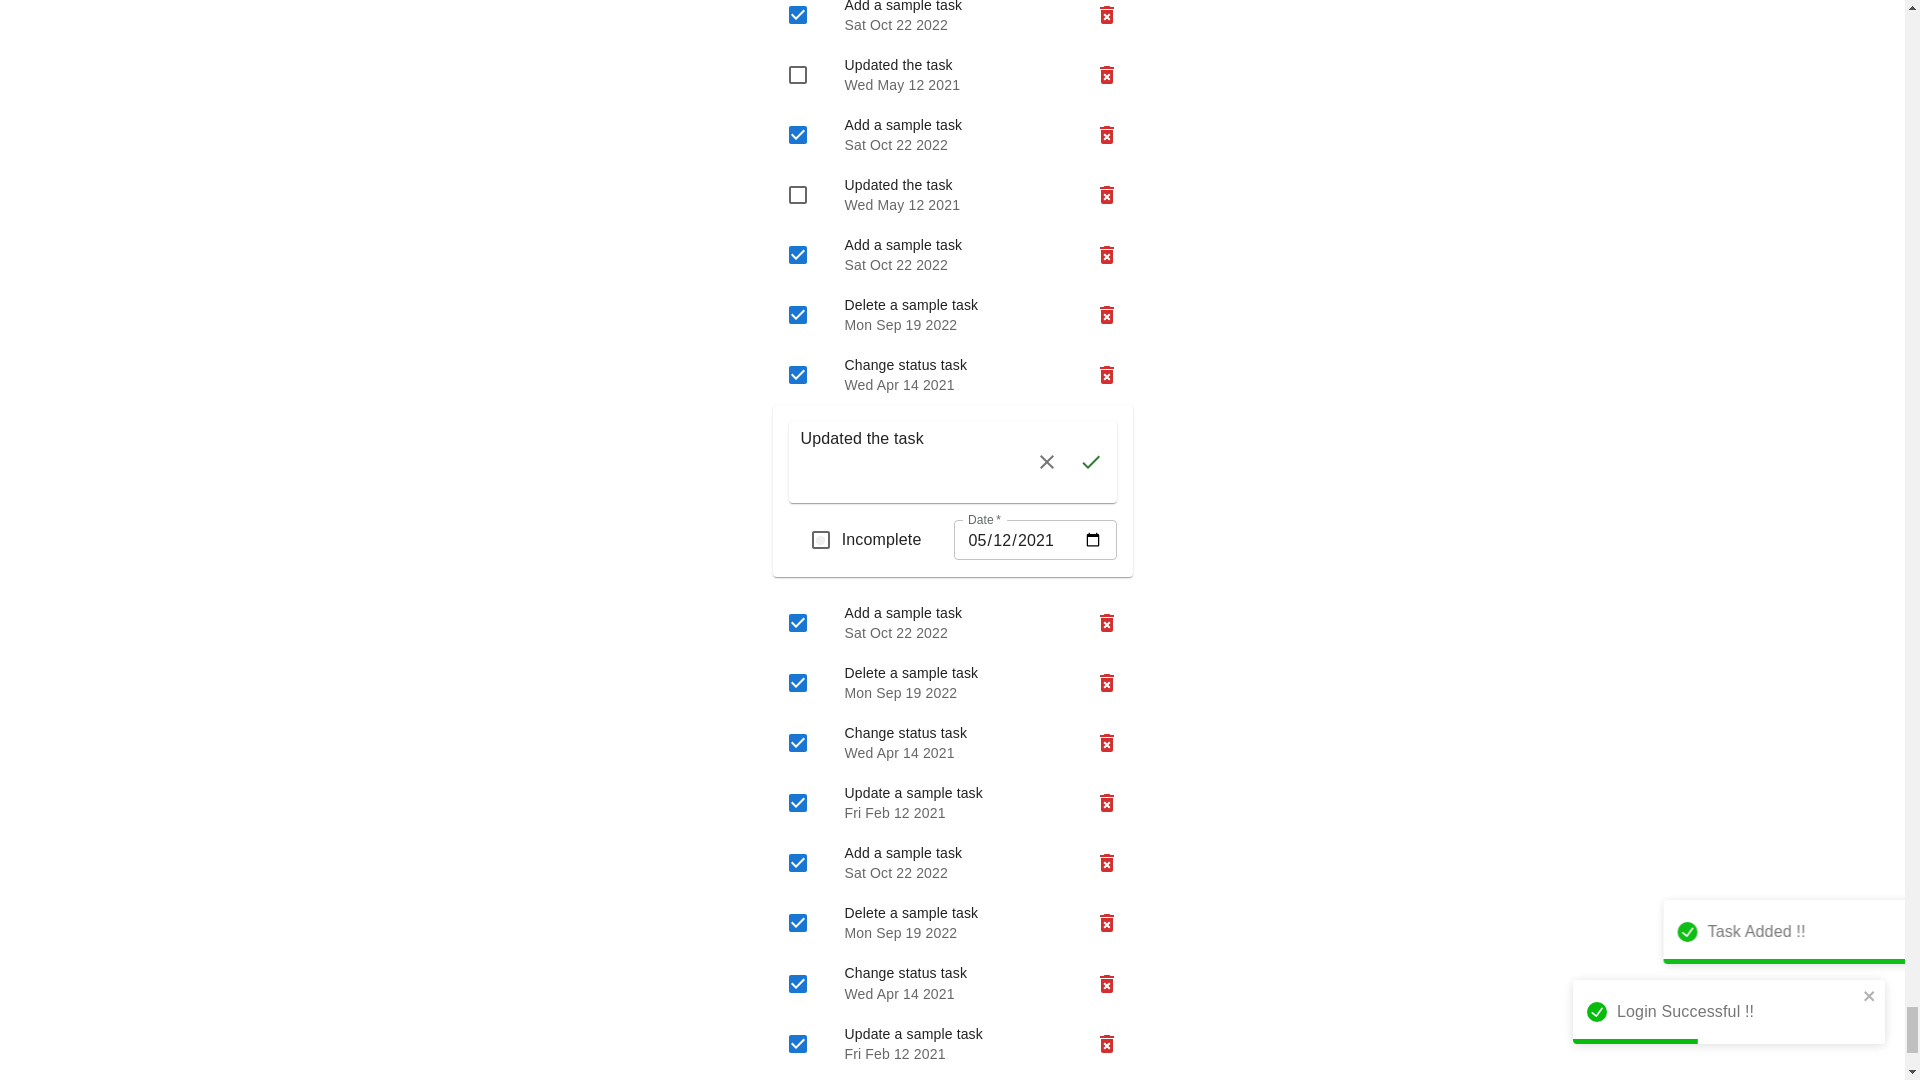 Add a sample task
Sat Oct 22 2022
Updated the task
Wed May 12 2021
Add a sample task
Sat Oct 22 2022
Updated the task
Wed May 12 2021
Add a sample task
Sat Oct 22 2022
Delete a sample task
Mon Sep 19 2022
Change status task
Wed Apr 14 2021
Updated the task
Date *
Incomplete
05/12/2021
Add a sample task
Sat Oct 22 2022
Delete a sample task
Mon Sep 19 2022
Change status task
Wed Apr 14 2021
Update a sample task
Fri Feb 12 2021
Add a sample task
Sat Oct 22 2022
Delete a sample task
Mon Sep 19 2022
Change status task
Wed Apr 14 2021
Update a sample task
Fri Feb 12 2021
Task Added !!
Login Successful !!